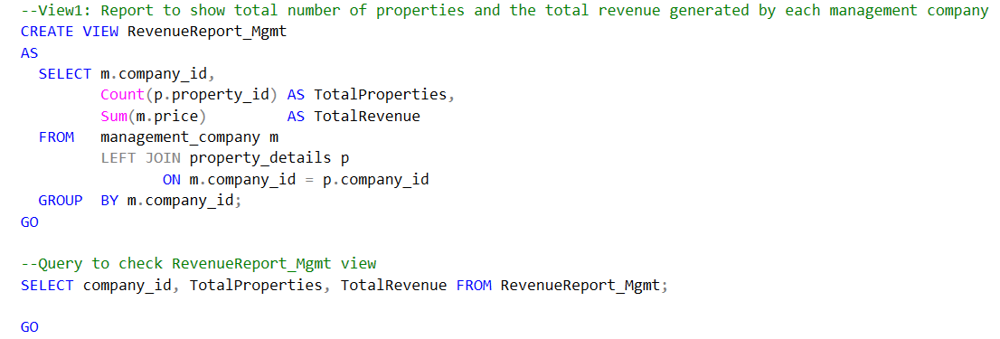 --View1: Report to show total number of properties and the total revenue generated by each management company
CREATE VIEW RevenueReport_Mgmt
AS
  SELECT m.company_id,
         Count(p.property_id) AS TotalProperties,
         Sum(m.price)         AS TotalRevenue
  FROM   management_company m
         LEFT JOIN property_details p
                ON m.company_id = p.company_id
  GROUP  BY m.company_id;
GO

--Query to check RevenueReport_Mgmt view
SELECT company_id, TotalProperties, TotalRevenue FROM RevenueReport_Mgmt;

GO